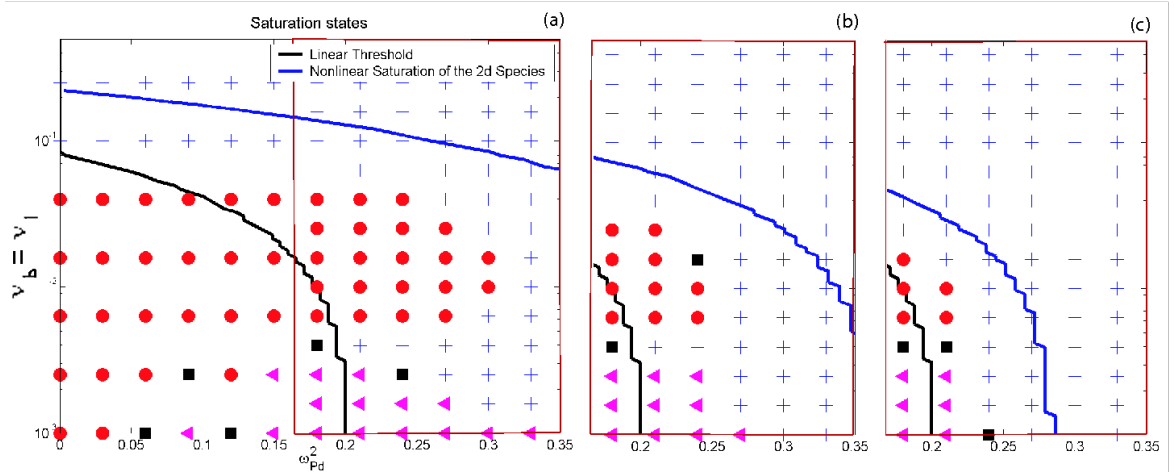 Saturation states
(a)
(b)
(c)
Linear Threshold
Nonlinear Saturation of the 2d Species
10⁻¹
10⁻²
10⁻³
ν_b = ν_l
0 0.05 0.1 0.15 0.2 0.25 0.3 0.35
ω²_Pd
0.2 0.25 0.3 0.35
0.2 0.25 0.3 0.35